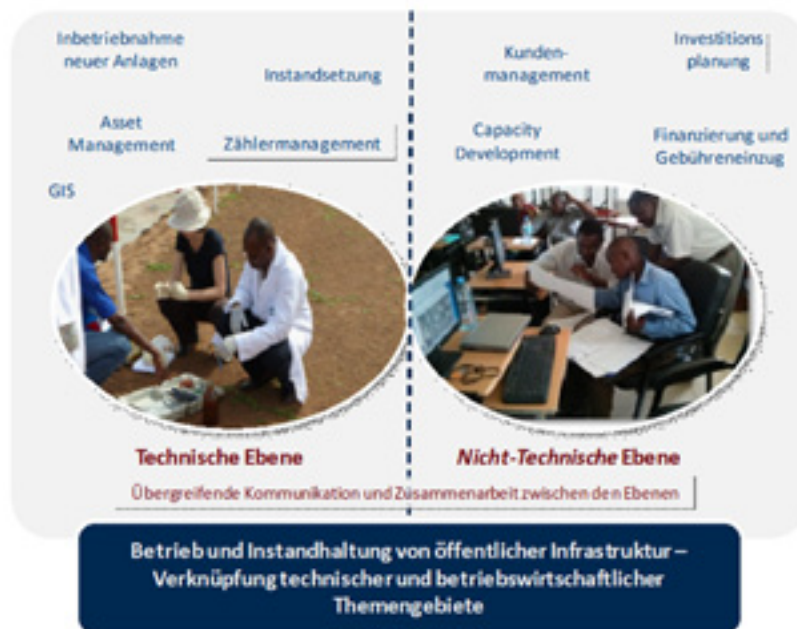 Inbetriebnahme
neuer Anlagen
Instandsetzung
Asset
Management
Zählermanagement
GIS
Kunden-
management
Investitions
planung
Capacity
Development
Finanzierung und
Gebühreneinzug
Technische Ebene
Nicht-Technische Ebene
Übergreifende Kommunikation und Zusammenarbeit zwischen den Ebenen
Betrieb und Instandhaltung von öffentlicher Infrastruktur –
Verknüpfung technischer und betriebswirtschaftlicher
Themengebiete